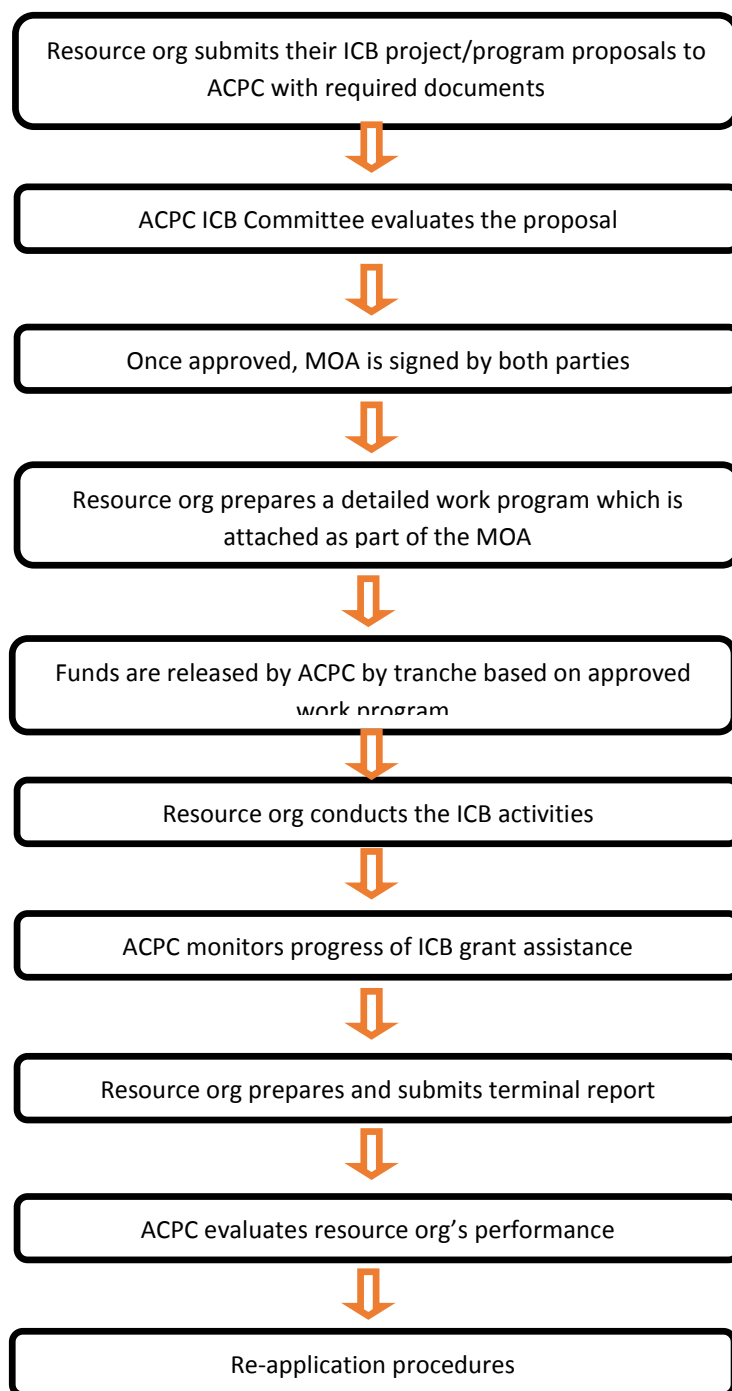 Resource org submits their ICB project/program proposals to
ACPC with required documents
ACPC ICB Committee evaluates the proposal
Once approved, MOA is signed by both parties
Resource org prepares a detailed work program which is
attached as part of the MOA
Funds are released by ACPC by tranche based on approved
work program
Resource org conducts the ICB activities
ACPC monitors progress of ICB grant assistance
Resource org prepares and submits terminal report
ACPC evaluates resource org's performance
Re-application procedures